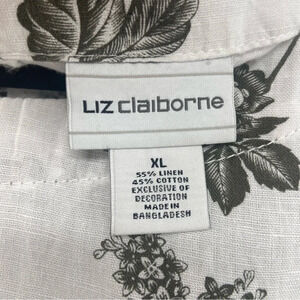 LIZ claiborne
XL
55% LINEN
45% COTTON
EXCLUSIVE OF
DECORATION
MADE IN
BANGLADESH